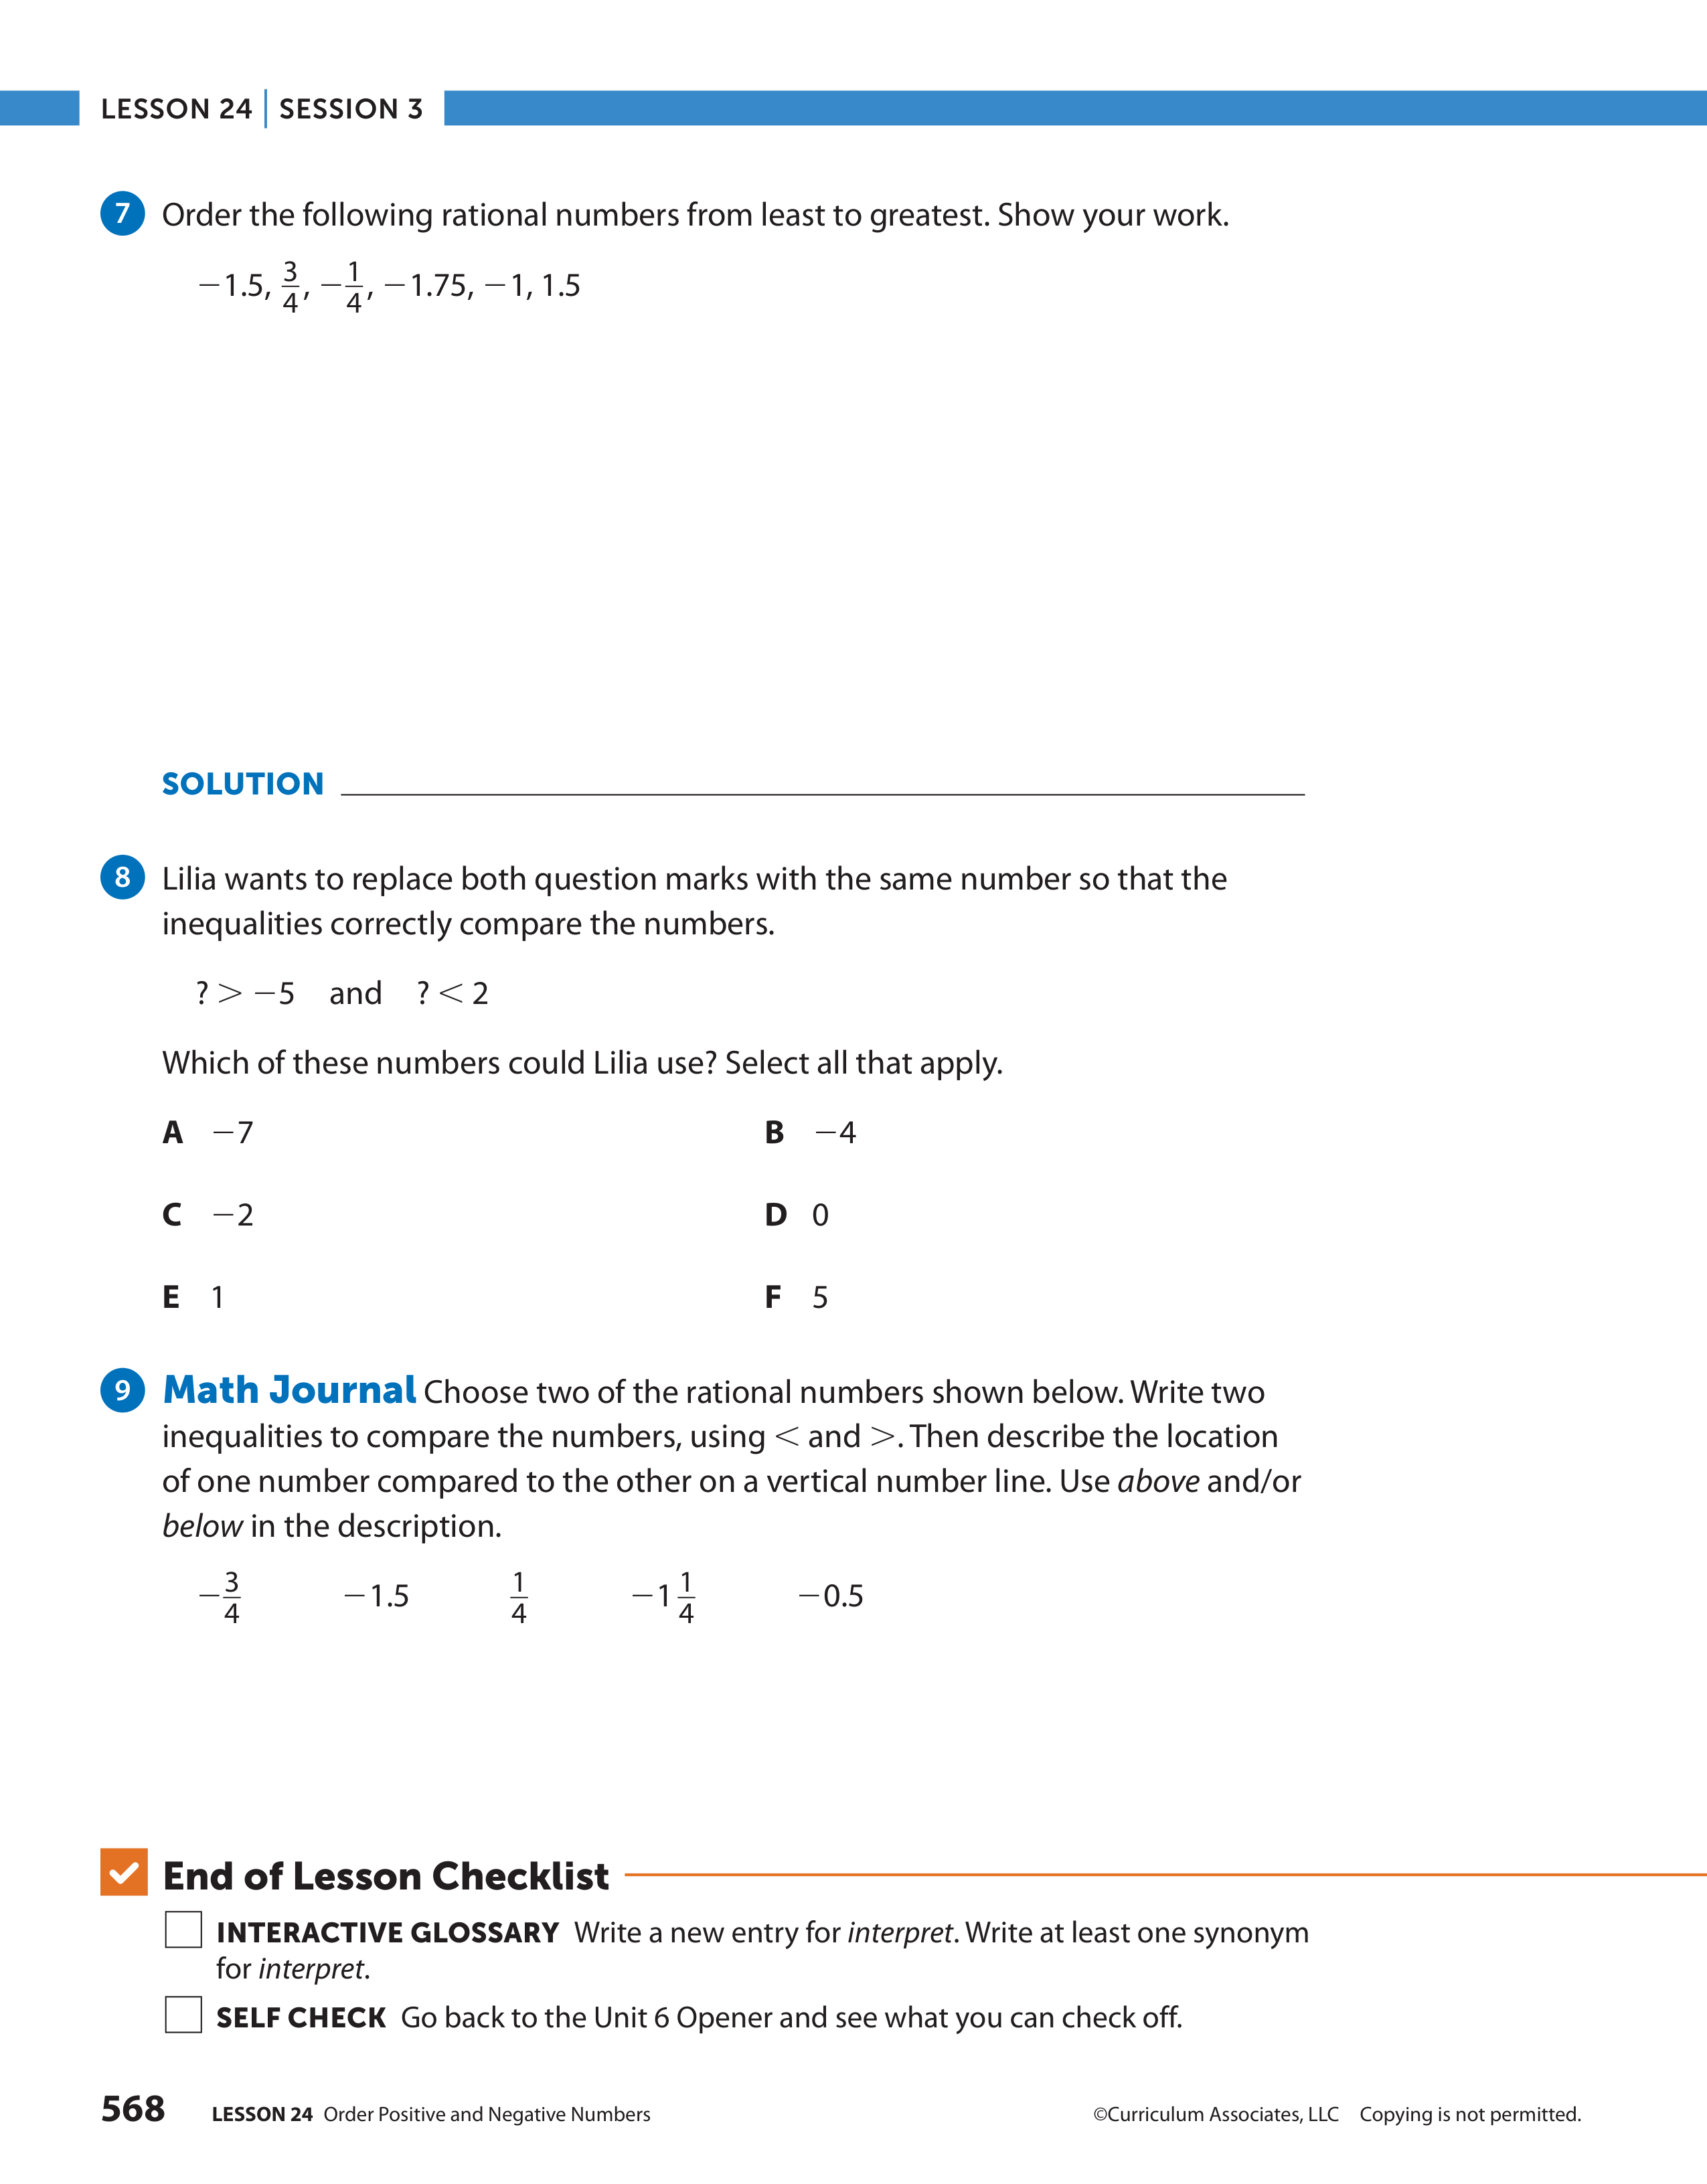 LESSON 24 | SESSION 3
7 Order the following rational numbers from least to greatest. Show your work.
−1.5, 3/4, −1/4, −1.75, −1, 1.5
SOLUTION
8 Lilia wants to replace both question marks with the same number so that the
inequalities correctly compare the numbers.
? > −5 and ? < 2
Which of these numbers could Lilia use? Select all that apply.
A −7 B −4
C −2 D 0
E 1 F 5
9 Math Journal Choose two of the rational numbers shown below. Write two
inequalities to compare the numbers, using < and >. Then describe the location
of one number compared to the other on a vertical number line. Use above and/or
below in the description.
−3/4 −1.5 1/4 −1 1/4 −0.5
End of Lesson Checklist
INTERACTIVE GLOSSARY Write a new entry for interpret. Write at least one synonym
for interpret.
SELF CHECK Go back to the Unit 6 Opener and see what you can check off.
568 LESSON 24 Order Positive and Negative Numbers ©Curriculum Associates, LLC Copying is not permitted.